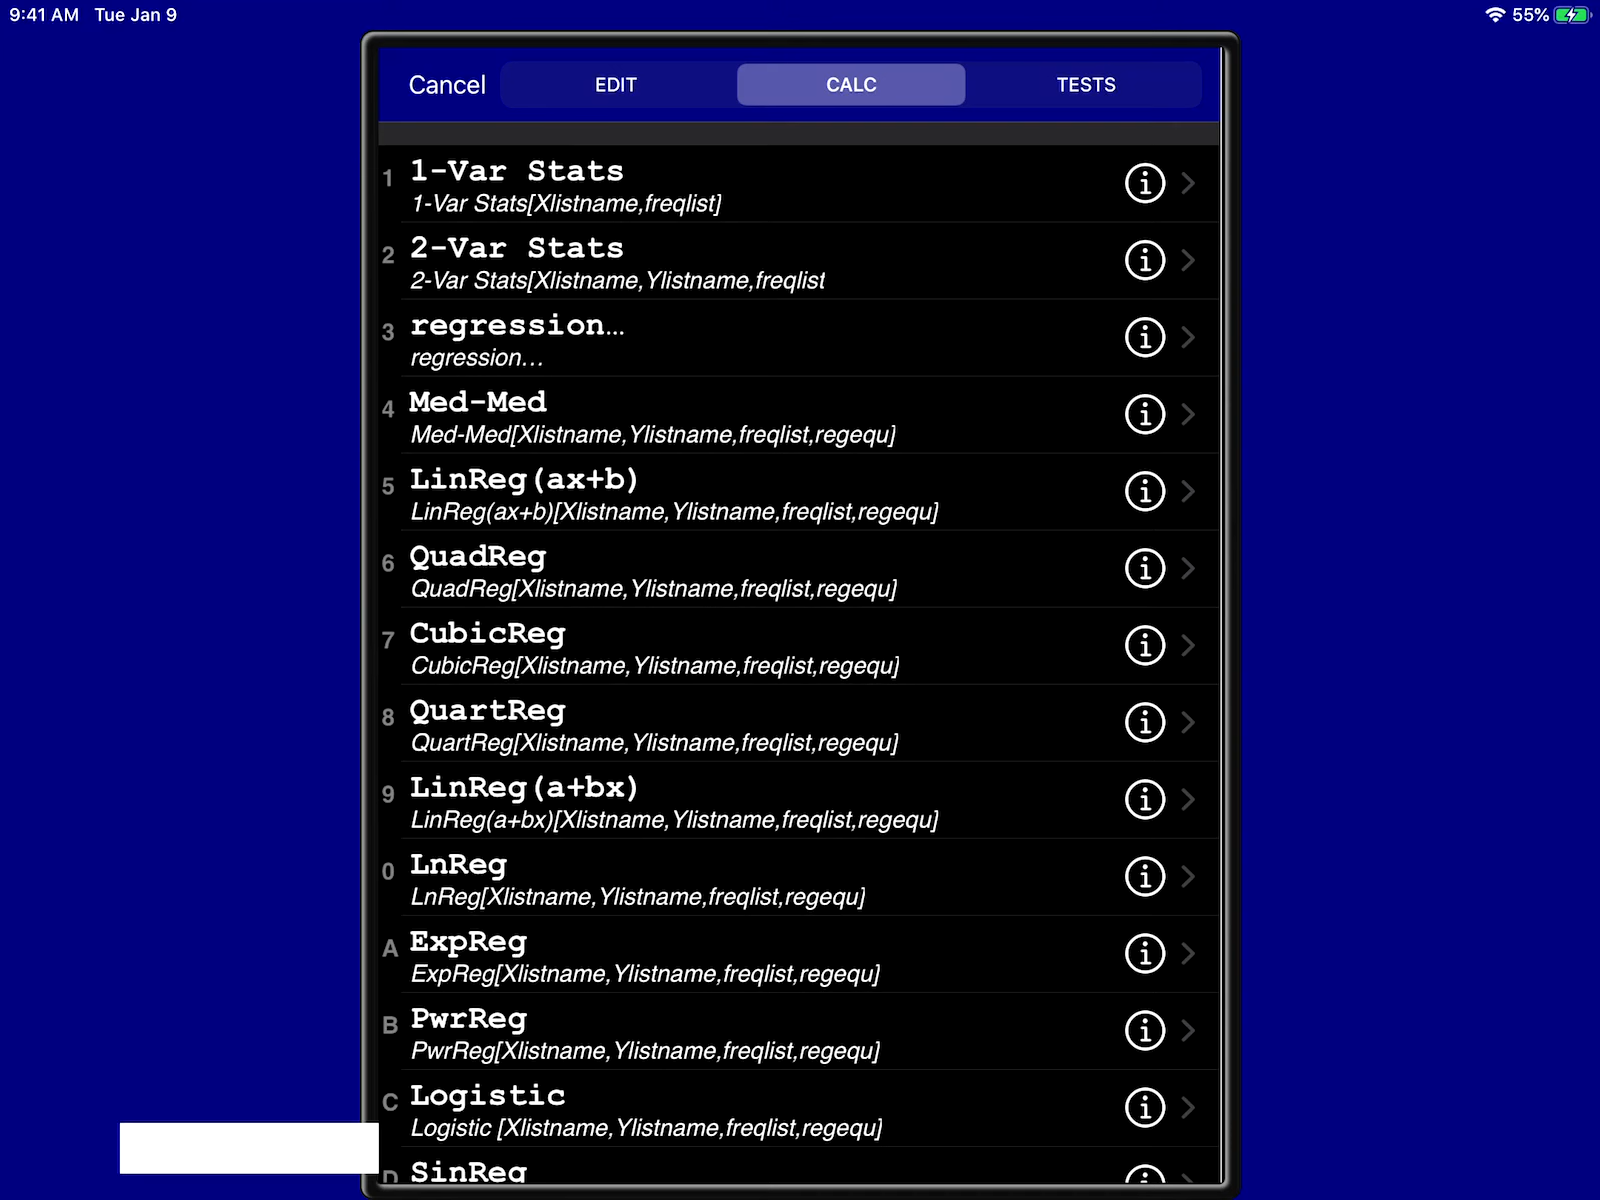 9:41 AM Tue Jan 9 55%
Cancel EDIT CALC TESTS
1 1-Var Stats
1-Var Stats[Xlistname,freqlist]
2 2-Var Stats
2-Var Stats[Xlistname,Ylistname,freqlist
3 regression...
regression...
4 Med-Med
Med-Med[Xlistname,Ylistname,freqlist,regequ]
5 LinReg(ax+b)
LinReg(ax+b)[Xlistname,Ylistname,freqlist,regequ]
6 QuadReg
QuadReg[Xlistname,Ylistname,freqlist,regequ]
7 CubicReg
CubicReg[Xlistname,Ylistname,freqlist,regequ]
8 QuartReg
QuartReg[Xlistname,Ylistname,freqlist,regequ]
9 LinReg(a+bx)
LinReg(a+bx)[Xlistname,Ylistname,freqlist,regequ]
0 LnReg
LnReg[Xlistname,Ylistname,freqlist,regequ]
A ExpReg
ExpReg[Xlistname,Ylistname,freqlist,regequ]
B PwrReg
PwrReg[Xlistname,Ylistname,freqlist,regequ]
C Logistic
Logistic [Xlistname,Ylistname,freqlist,regequ]
D SinReg